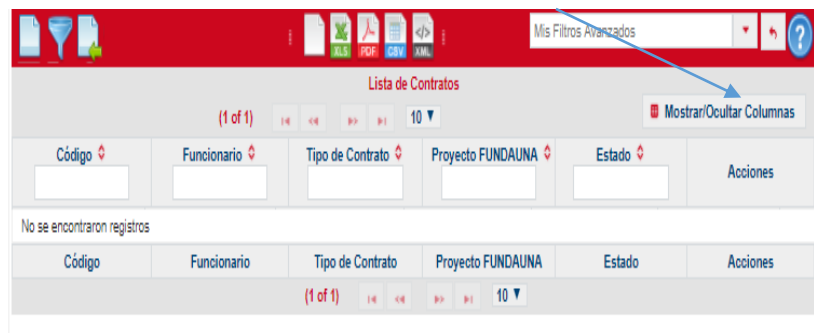 XLS PDF CSV XML Mis Filtros Avanzados ?
Lista de Contratos
(1 of 1) 10 Mostrar/Ocultar Columnas
Código Funcionario Tipo de Contrato Proyecto FUNDAUNA Estado Acciones
No se encontraron registros
Código Funcionario Tipo de Contrato Proyecto FUNDAUNA Estado Acciones
(1 of 1) 10